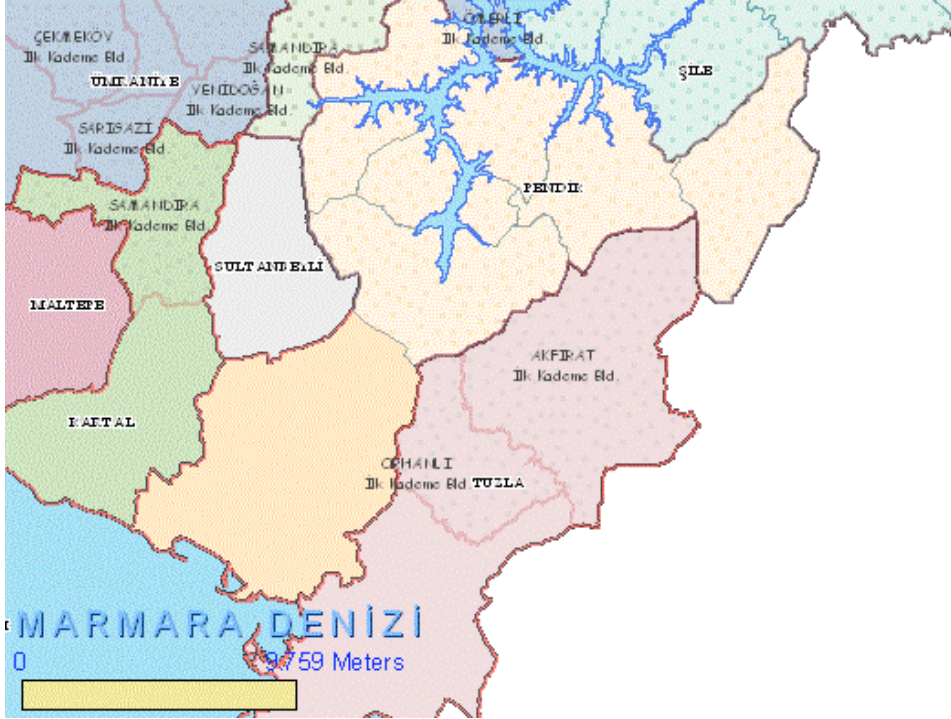 ÇEKMEKÖY
İlk Kademe Bld.
ÜMRANİYE
SAMANDIRA
İlk Kademe Bld.
YENİDOĞAN
İlk Kademe Bld.
ÖMERLİ
İlk Kademe Bld.
ŞİLE
SARIGAZİ
İlk Kademe Bld.
PENDİK
SAMANDIRA
İlk Kademe Bld.
SULTANBEYLİ
MALTEPE
AKFIRAT
İlk Kademe Bld.
KARTAL
ORHANLI
İlk Kademe Bld.
TUZLA
MARMARA DENİZİ
0
9759 Meters